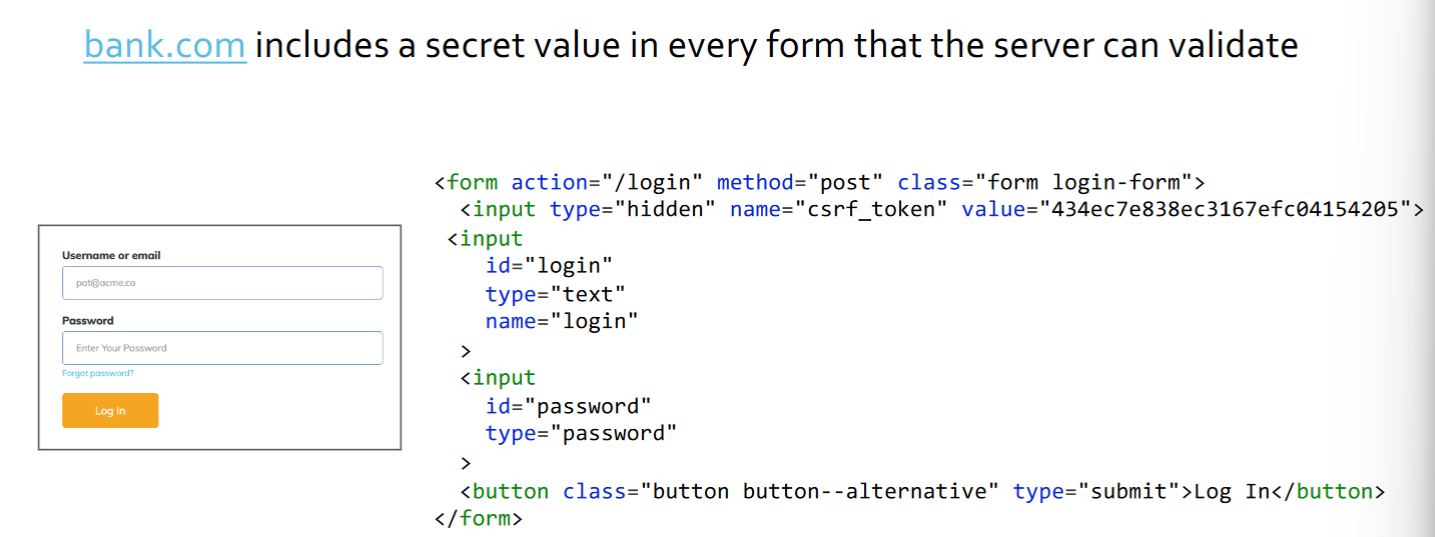 bank.com includes a secret value in every form that the server can validate
Username or email
pat@acme.co
Password
Enter Your Password
Forgot password?
Log In
<form action="/login" method="post" class="form login-form">
<input type="hidden" name="csrf_token" value="434ec7e838ec3167efc04154205">
<input
id="login"
type="text"
name="login"
>
<input
id="password"
type="password"
>
<button class="button button--alternative" type="submit">Log In</button>
</form>